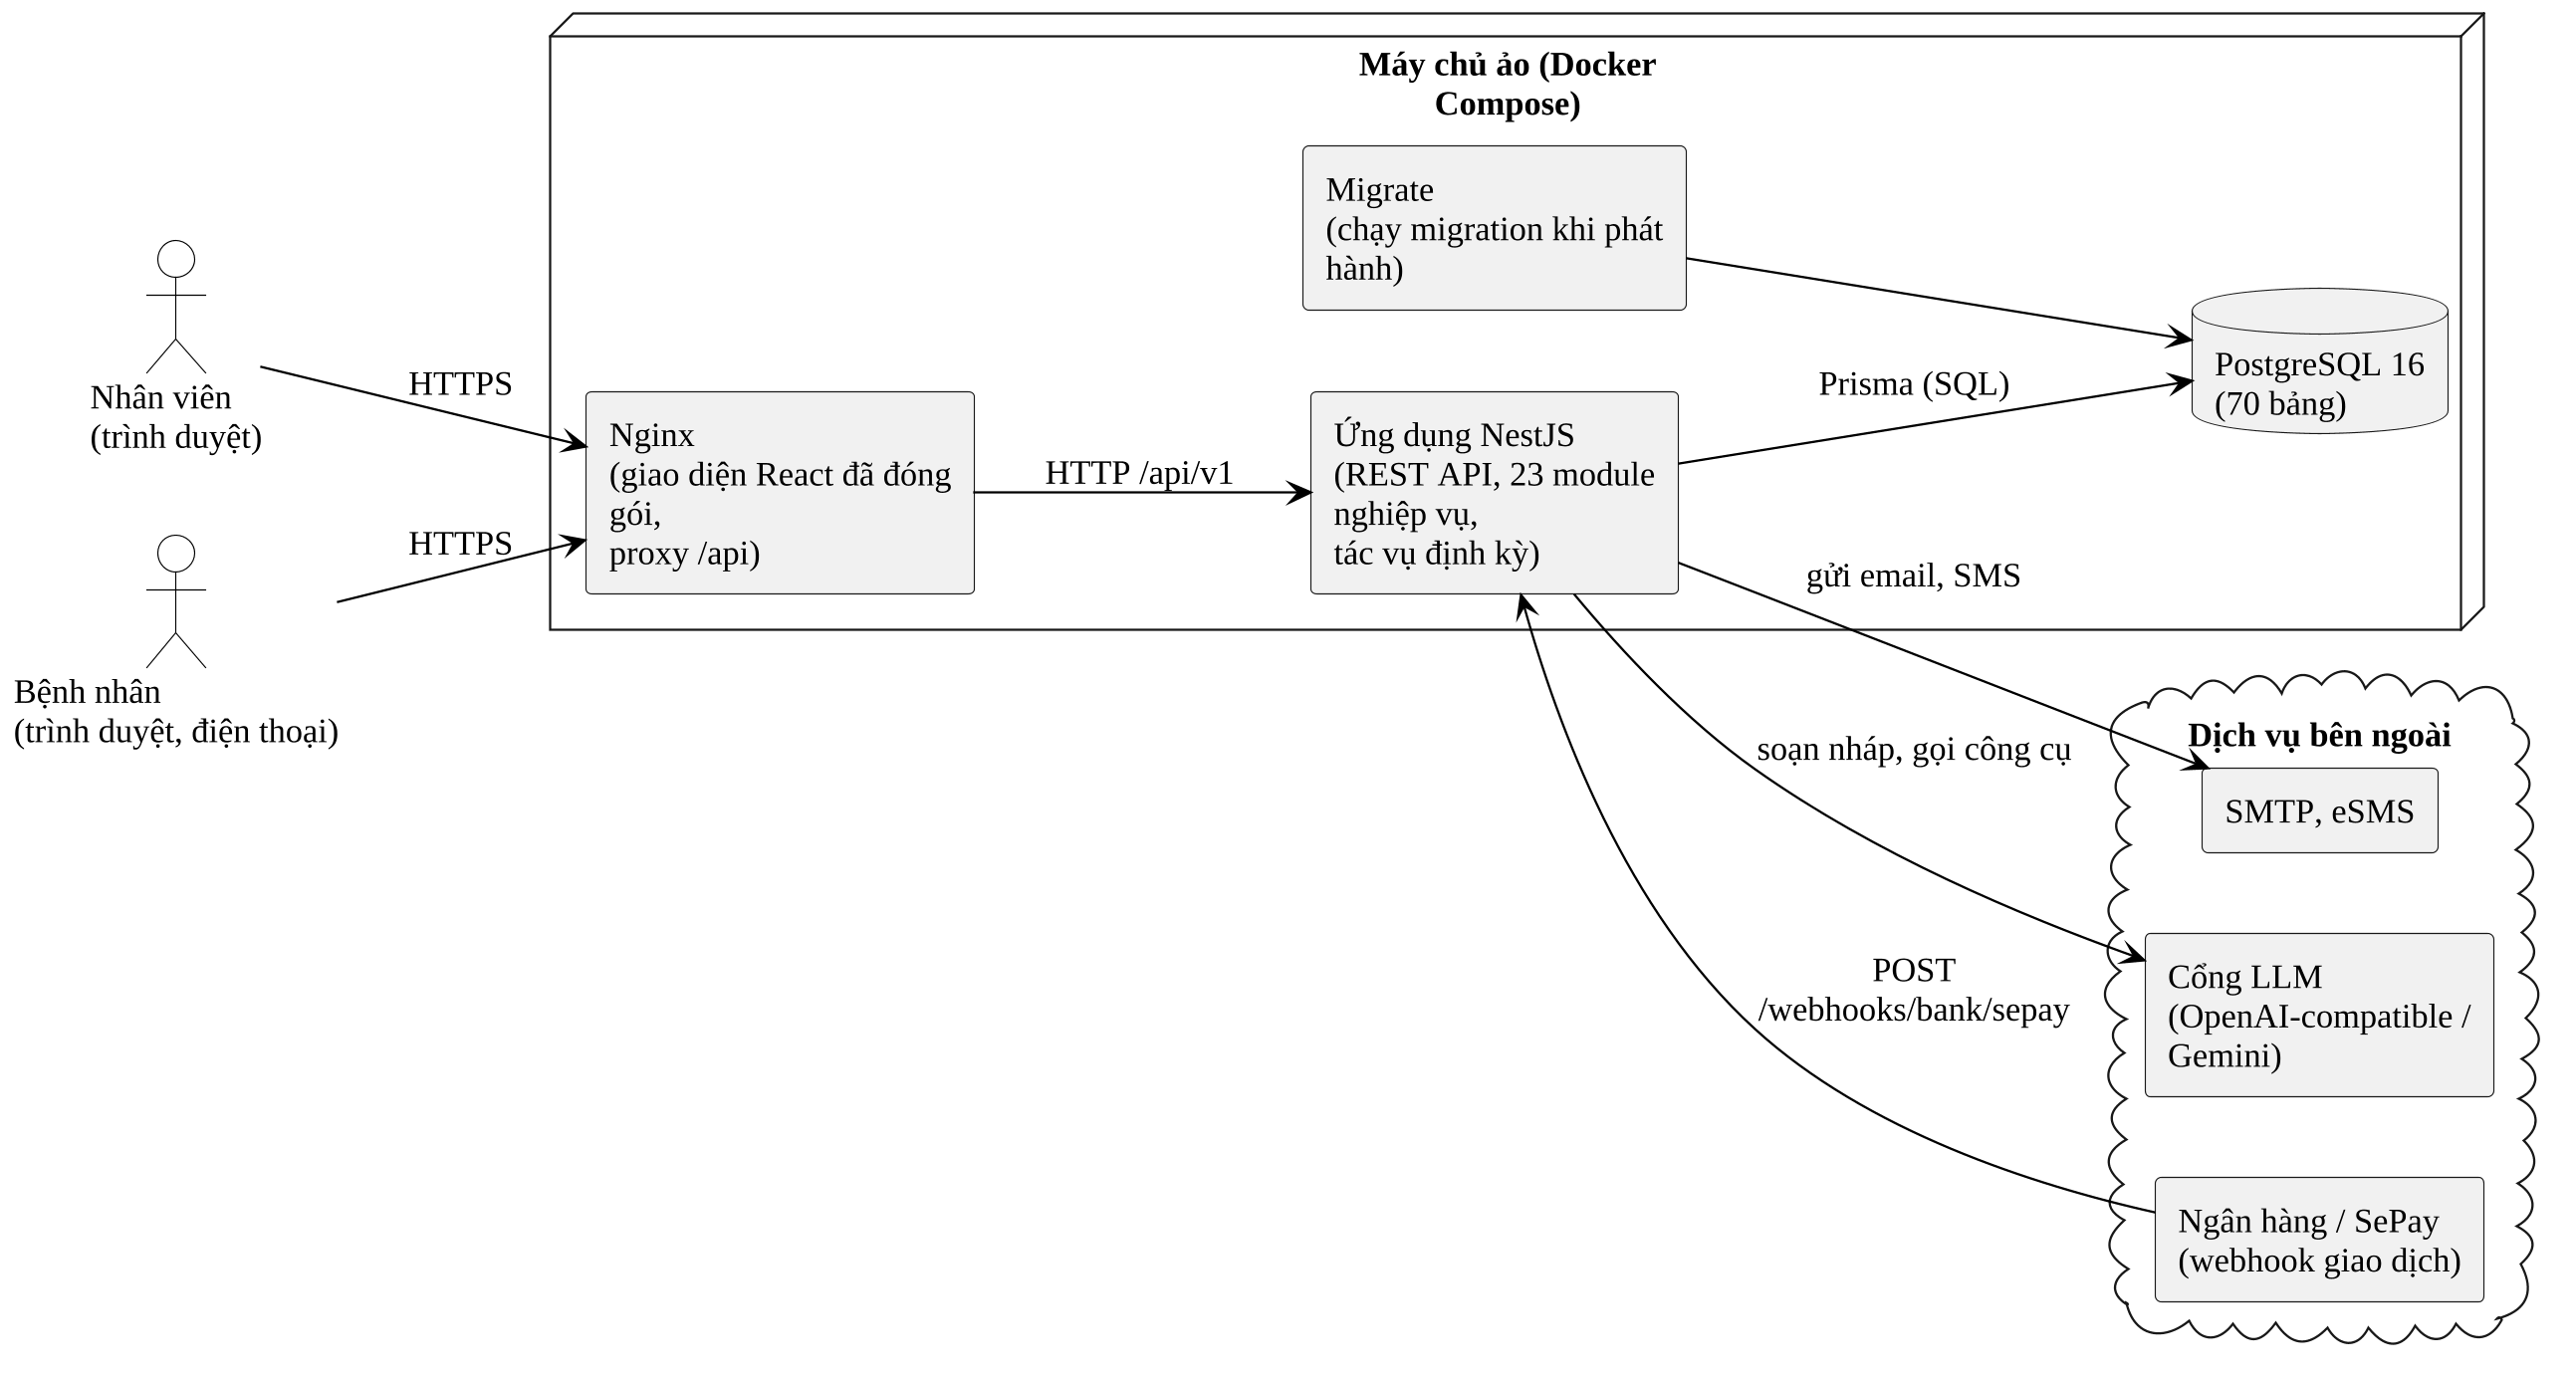 Máy chủ ảo (Docker
Compose)
Migrate
(chạy migration khi phát
hành)
Nhân viên
(trình duyệt)
HTTPS
Nginx
(giao diện React đã đóng
gói,
proxy /api)
HTTP /api/v1
Ứng dụng NestJS
(REST API, 23 module
nghiệp vụ,
tác vụ định kỳ)
Prisma (SQL)
PostgreSQL 16
(70 bảng)
HTTPS
Bệnh nhân
(trình duyệt, điện thoại)
gửi email, SMS
soạn nháp, gọi công cụ
POST
/webhooks/bank/sepay
Dịch vụ bên ngoài
SMTP, eSMS
Cổng LLM
(OpenAI-compatible /
Gemini)
Ngân hàng / SePay
(webhook giao dịch)